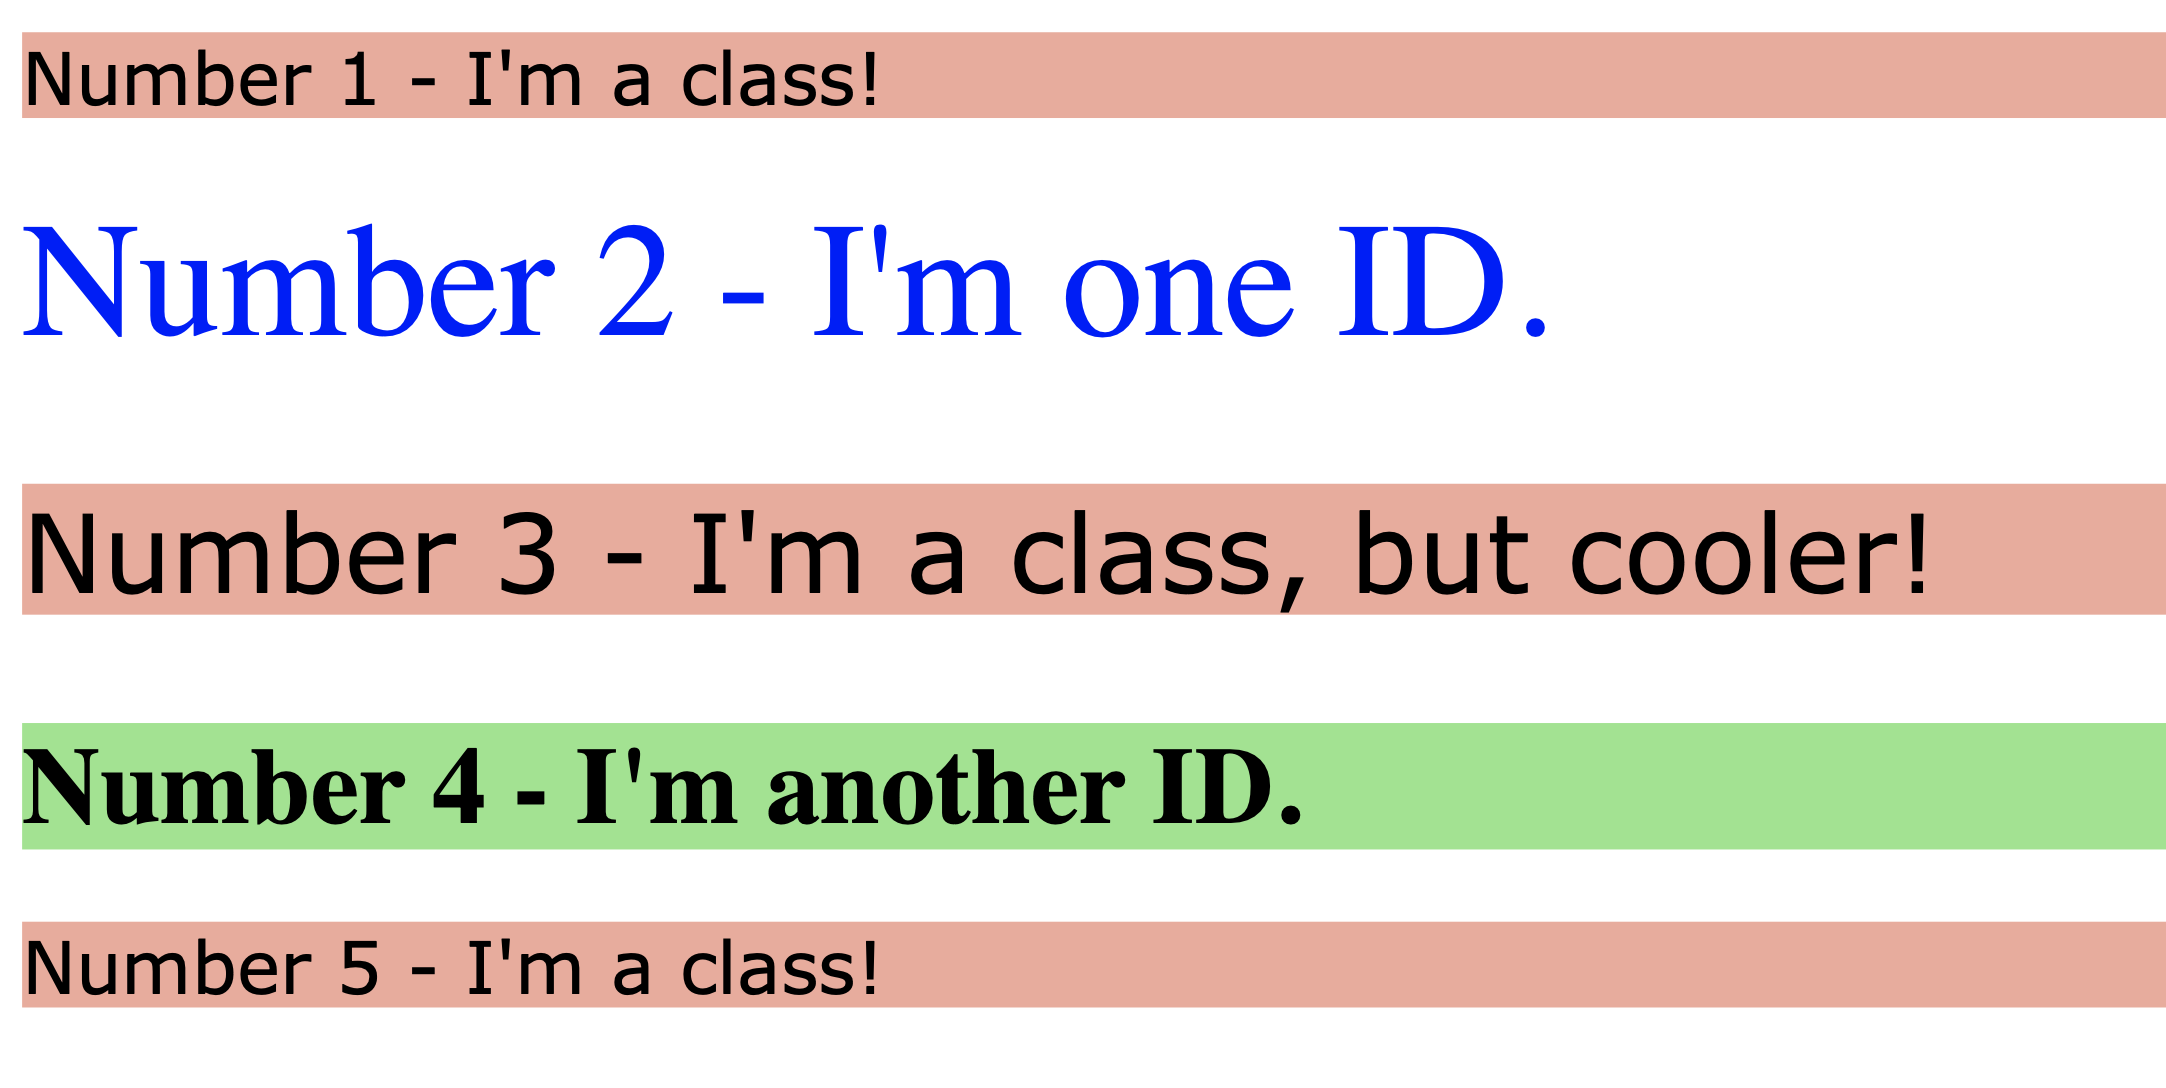 Number 1 - I'm a class!
Number 2 - I'm one ID.
Number 3 - I'm a class, but cooler!
Number 4 - I'm another ID.
Number 5 - I'm a class!